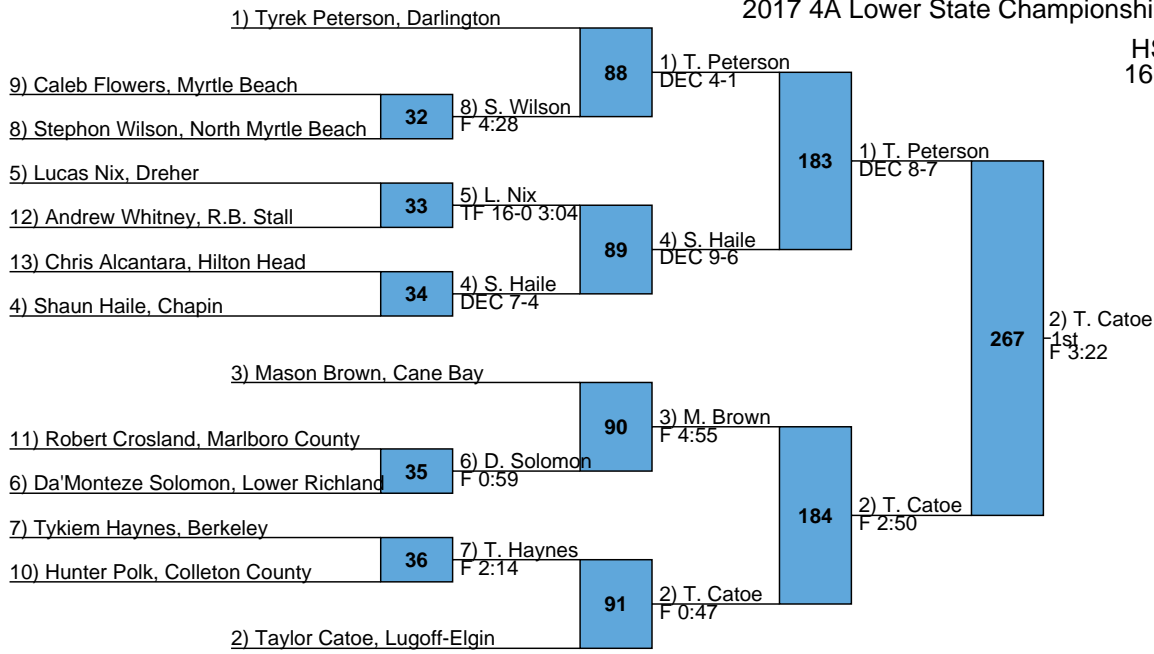 2017 4A Lower State Championshi
HS
16
1) Tyrek Peterson, Darlington
88
1) T. Peterson
DEC 4-1
9) Caleb Flowers, Myrtle Beach
32
8) S. Wilson
F 4:28
8) Stephon Wilson, North Myrtle Beach
183
1) T. Peterson
DEC 8-7
5) Lucas Nix, Dreher
33
5) L. Nix
TF 16-0 3:04
12) Andrew Whitney, R.B. Stall
89
4) S. Haile
DEC 9-6
13) Chris Alcantara, Hilton Head
34
4) S. Haile
DEC 7-4
4) Shaun Haile, Chapin
267
2) T. Catoe
1st
F 3:22
3) Mason Brown, Cane Bay
90
3) M. Brown
F 4:55
11) Robert Crosland, Marlboro County
35
6) D. Solomon
F 0:59
6) Da'Monteze Solomon, Lower Richland
184
2) T. Catoe
F 2:50
7) Tykiem Haynes, Berkeley
36
7) T. Haynes
F 2:14
10) Hunter Polk, Colleton County
91
2) T. Catoe
F 0:47
2) Taylor Catoe, Lugoff-Elgin